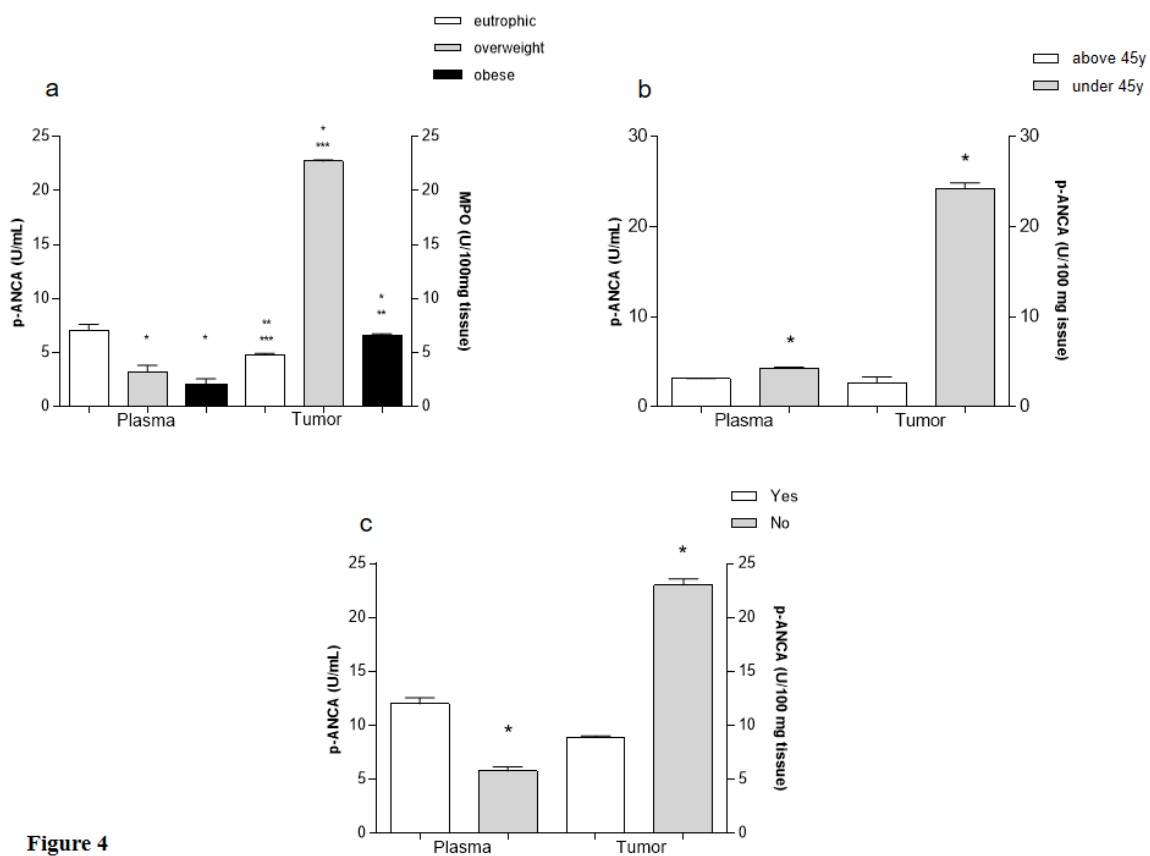 eutrophic
overweight
obese
a
p-ANCA (U/mL)
25
20
15
10
5
0
*
*
**
***
*
***
*
**
25
20
15
10
5
0
MPO (U/100mg tissue)
Plasma
Tumor
above 45y
under 45y
b
p-ANCA (U/mL)
30
20
10
0
*
*
30
20
10
0
p-ANCA (U/100 mg issue)
Plasma
Tumor
Yes
No
c
p-ANCA (U/mL)
25
20
15
10
5
0
*
*
25
20
15
10
5
0
p-ANCA (U/100 mg tissue)
Plasma
Tumor
Figure 4